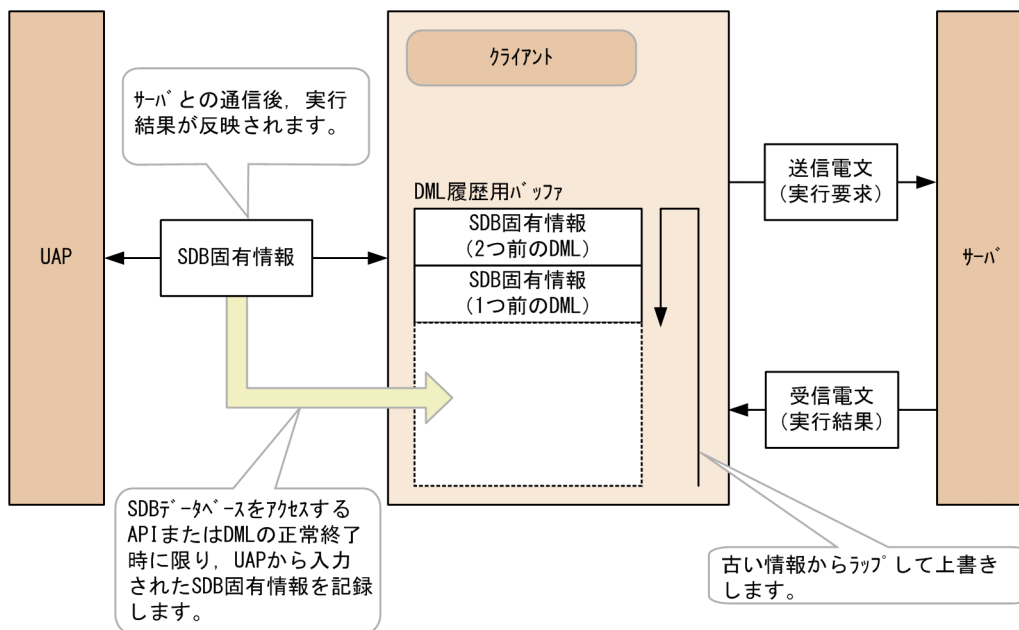 クライアント
サーバとの通信後，実行
結果が反映されます。
DML履歴用バッファ
SDB固有情報
(2つ前のDML)
SDB固有情報
(1つ前のDML)
送信電文
(実行要求)
UAP
SDB固有情報
サーバ
受信電文
(実行結果)
SDBデータベースをアクセスする
APIまたはDMLの正常終了
時に限り，UAPから入力
されたSDB固有情報を記録
します。
古い情報からラップして上書き
します。